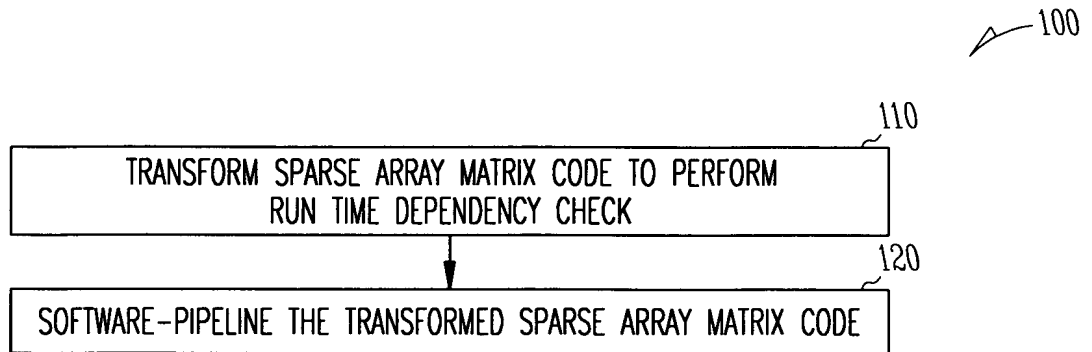 100
110
TRANSFORM SPARSE ARRAY MATRIX CODE TO PERFORM
RUN TIME DEPENDENCY CHECK
120
SOFTWARE-PIPELINE THE TRANSFORMED SPARSE ARRAY MATRIX CODE